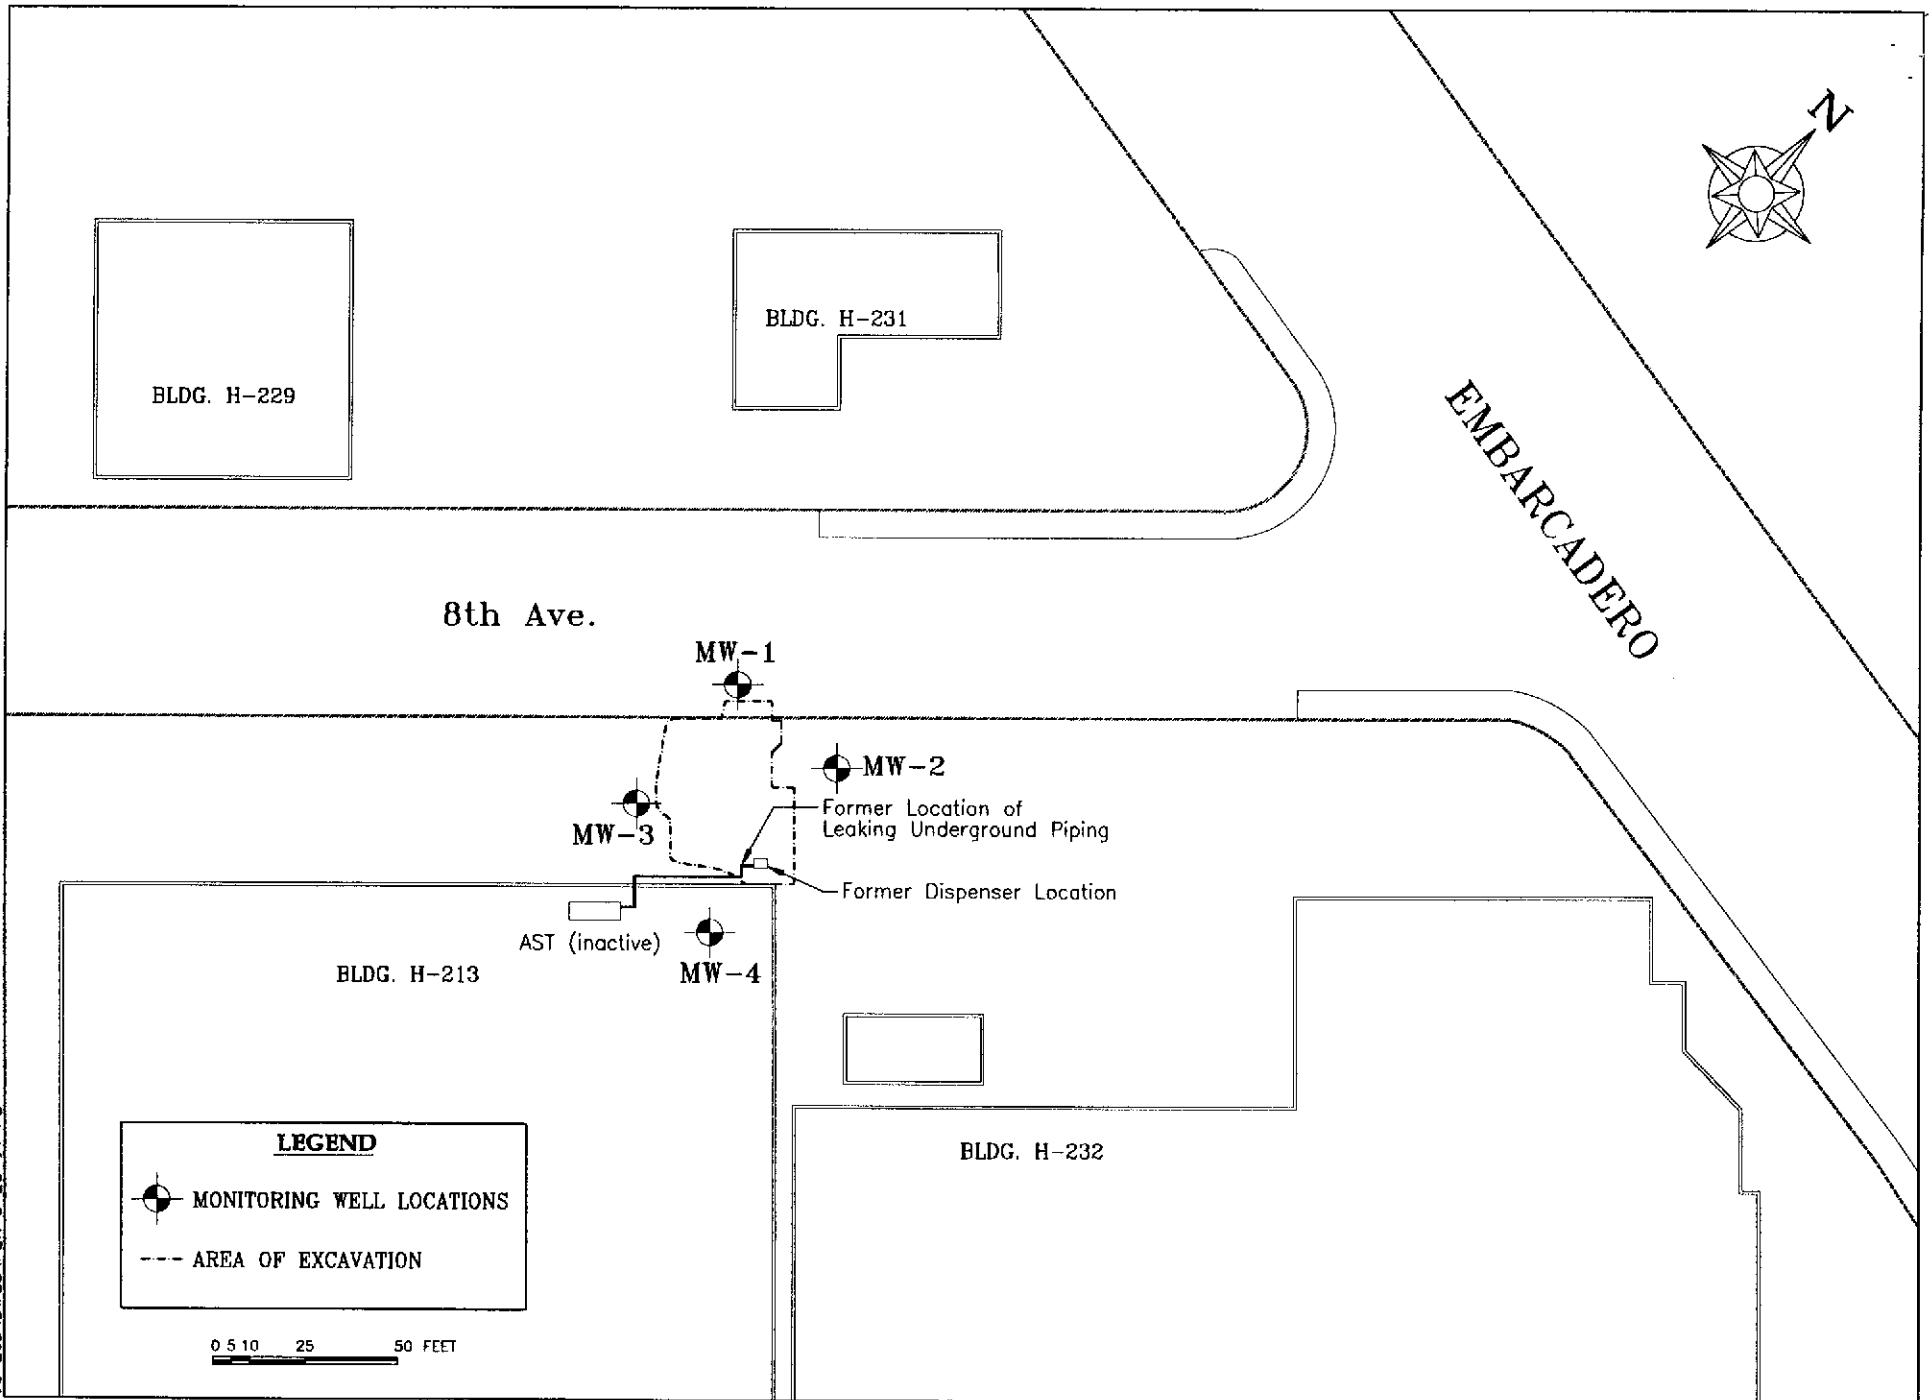 N
BLDG. H-231
BLDG. H-229
EMBARCADERO
8th Ave.
MW-1
MW-2
Former Location of
Leaking Underground Piping
MW-3
Former Dispenser Location
AST (inactive)
MW-4
BLDG. H-213
BLDG. H-232
LEGEND
MONITORING WELL LOCATIONS
AREA OF EXCAVATION
0 5 10 25 50 FEET